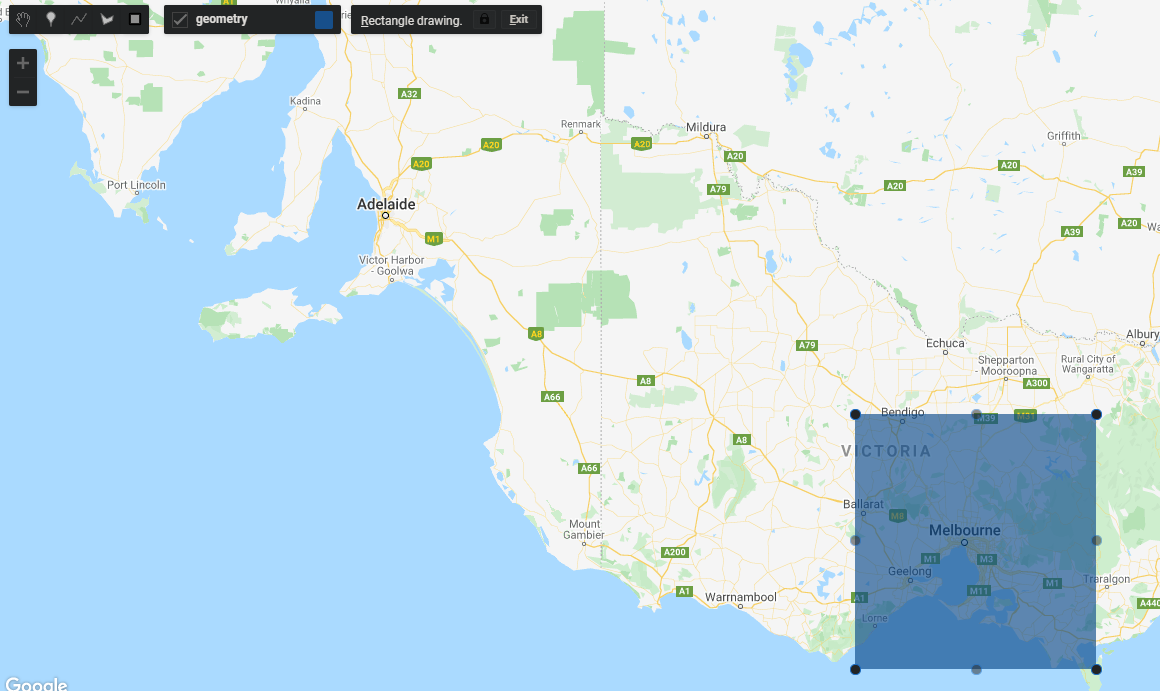 geometry
Rectangle drawing.
Exit
A1
A32
Kadina
Renmark
Mildura
Griffith
A20
A20
A20
A20
A20
A39
A79
A20
Port Lincoln
Adelaide
M1
A20
A39
Victor Harbor
- Goolwa
A8
A79
Echuca
Albury
Shepparton
- Mooroopna
Rural City of
Wangaratta
A8
A300
A66
Bendigo
M39
M31
A8
VICTORIA
A66
Ballarat
M8
Mount
Gambier
Melbourne
A200
M1
M3
Geelong
Traralgon
M1
A1
Warrnambool
A1
M11
A440
Lorne
Google